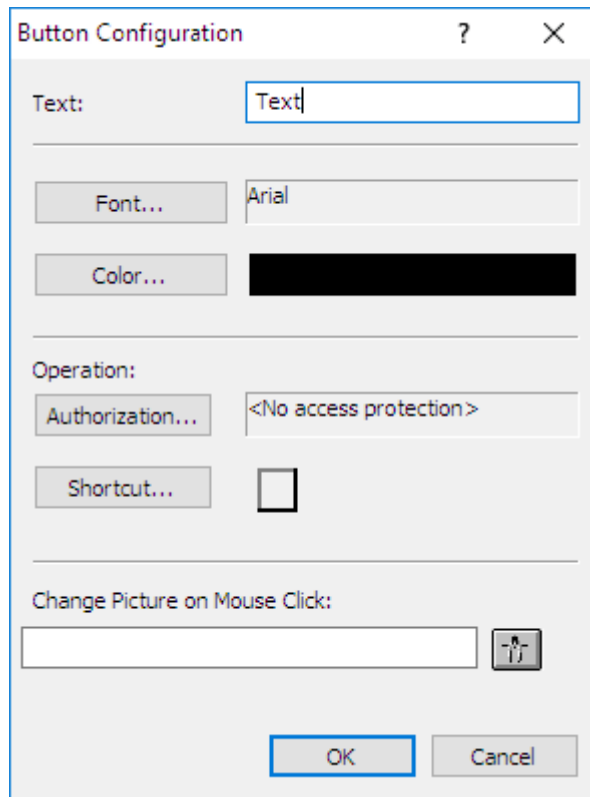 Button Configuration ?
Text: Text
Font... Arial
Color...
Operation:
Authorization... <No access protection>
Shortcut...
Change Picture on Mouse Click:
OK Cancel